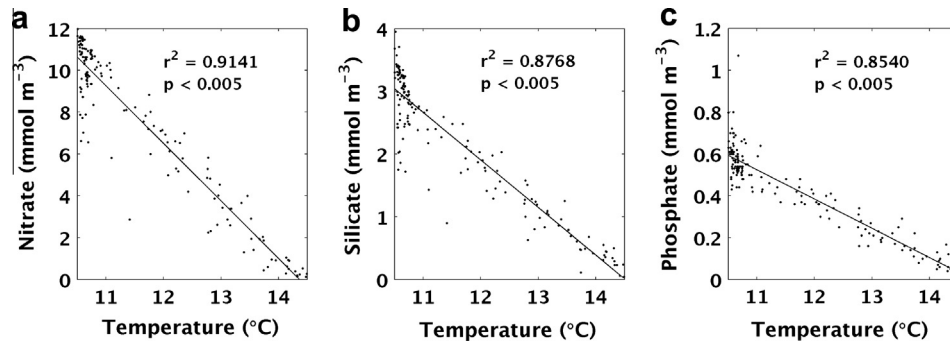 a
12
10
8
6
4
2
0
Nitrate (mmol m⁻³)
r² = 0.9141
p < 0.005
11 12 13 14
Temperature (°C)
b
4
3
2
1
0
Silicate (mmol m⁻³)
r² = 0.8768
p < 0.005
11 12 13 14
Temperature (°C)
c
1.2
1
0.8
0.6
0.4
0.2
0
Phosphate (mmol m⁻³)
r² = 0.8540
p < 0.005
11 12 13 14
Temperature (°C)